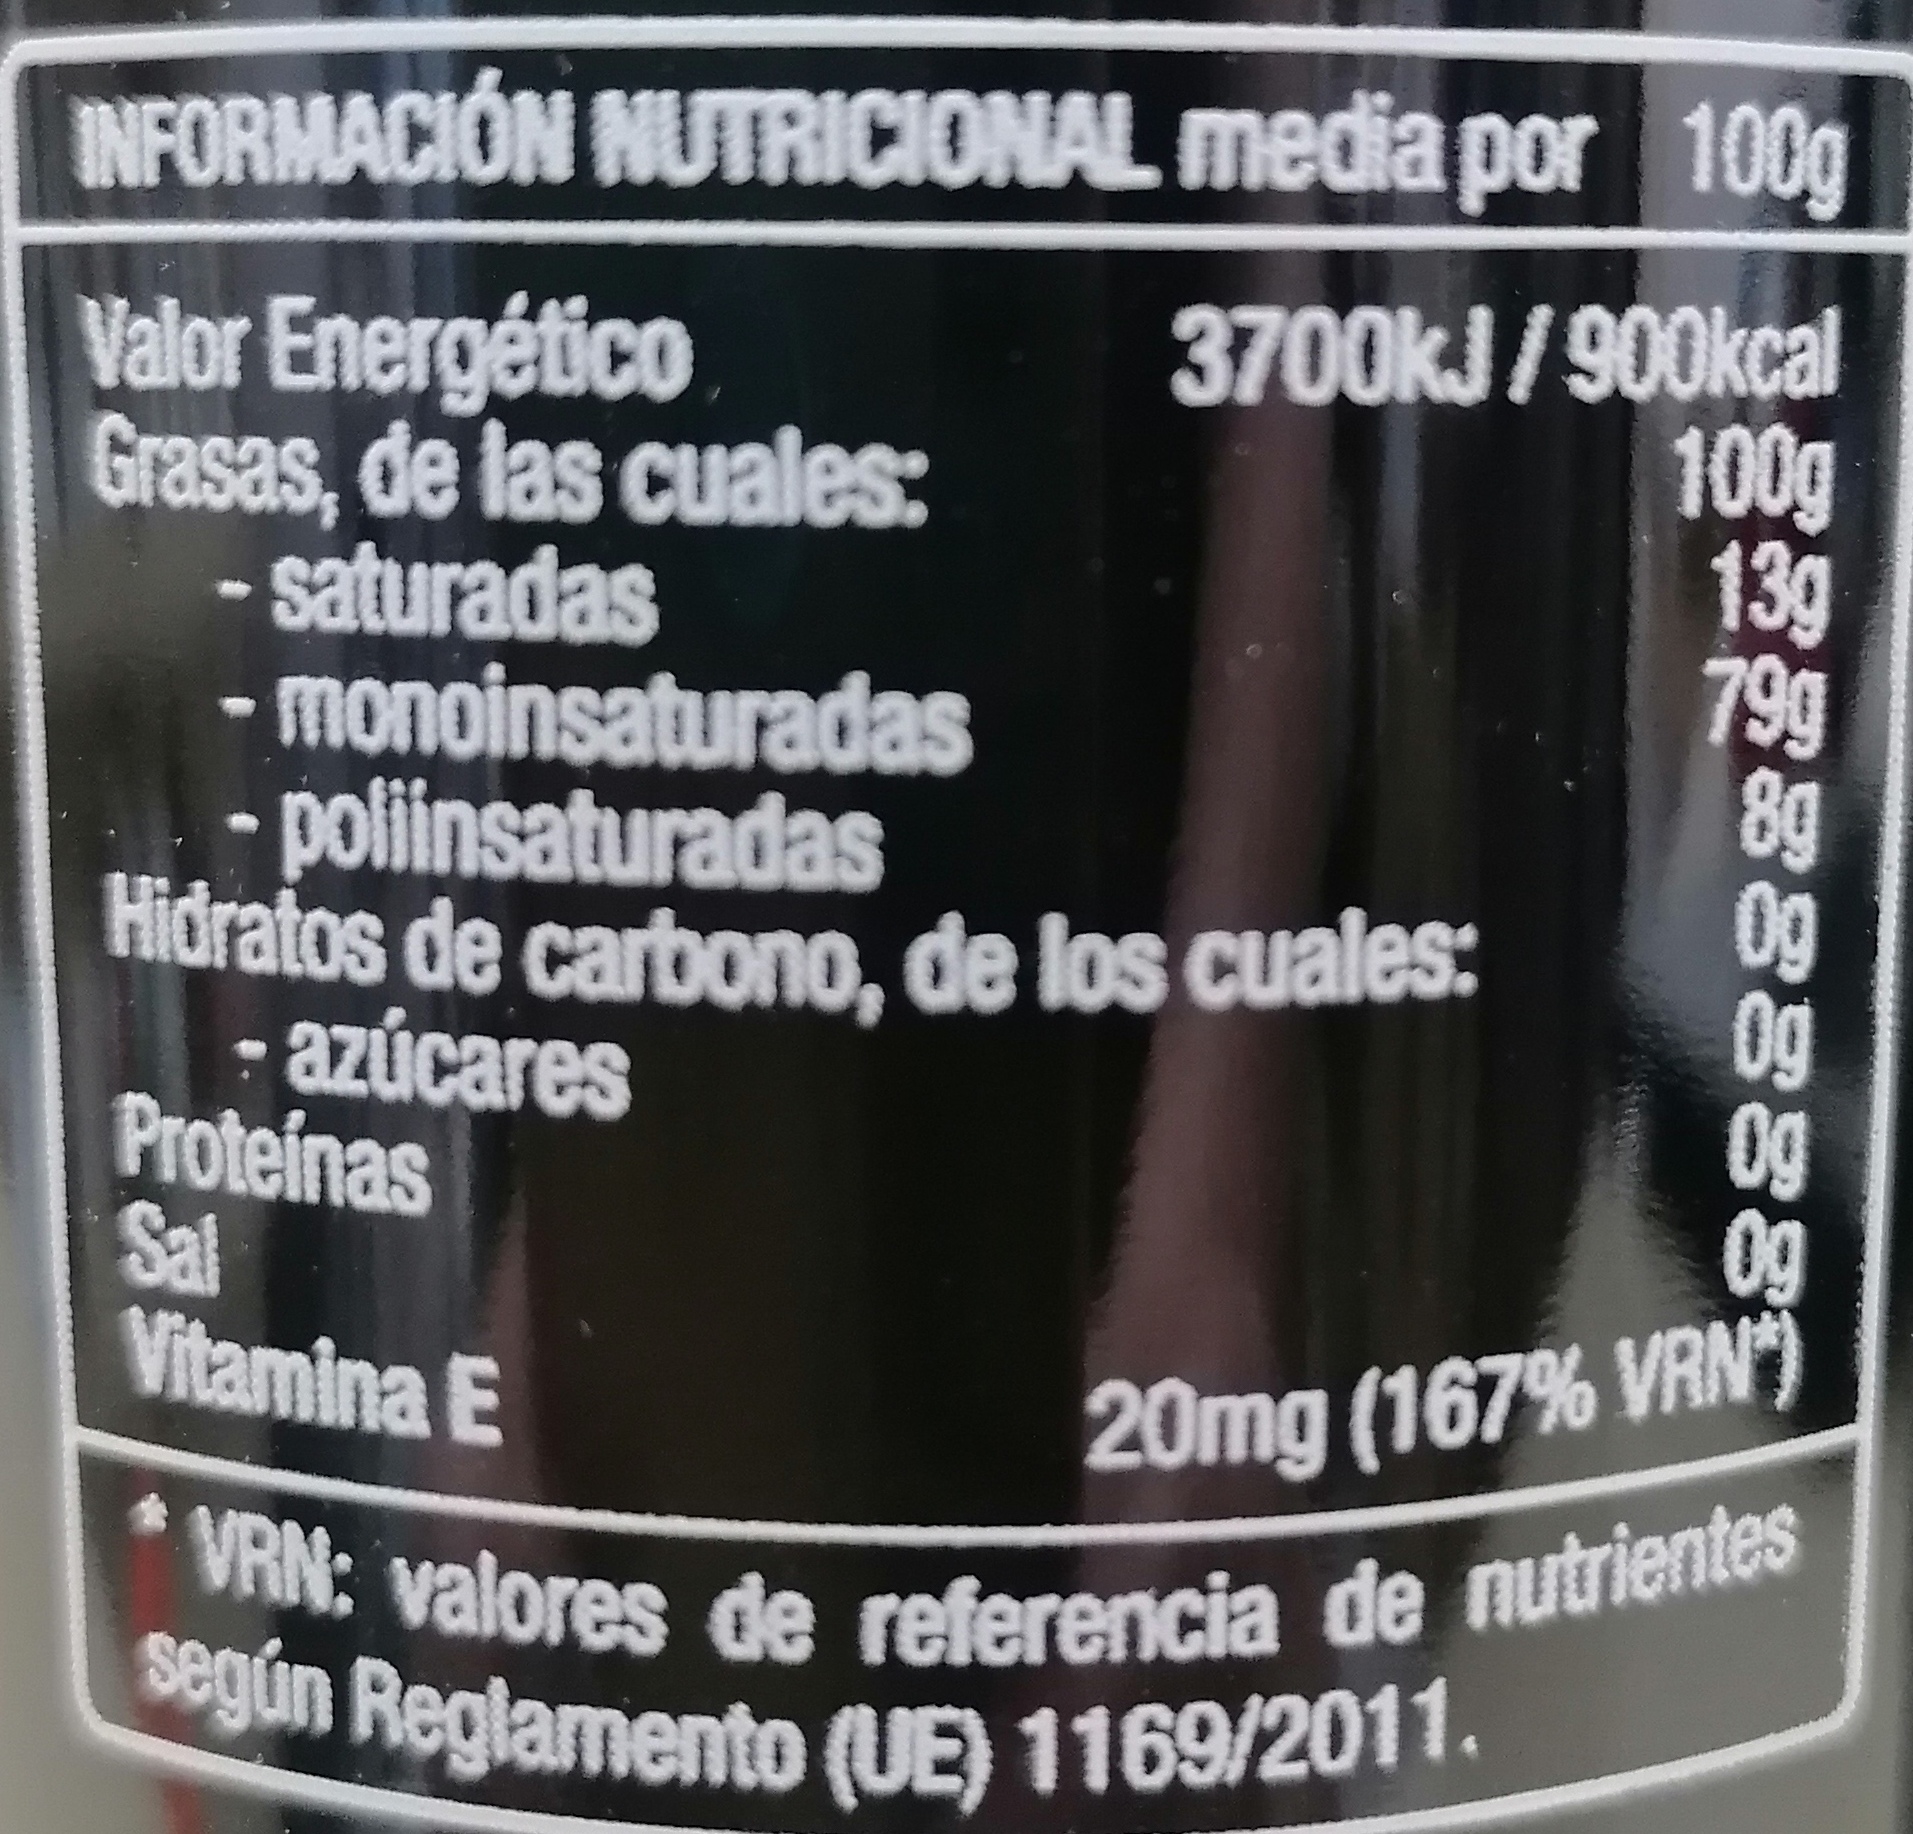 INFORMACIÓN NUTRICIONAL media por 100g
Valor Energético 3700kJ / 900kcal
Grasas, de las cuales: 100g
- saturadas 13g
- monoinsaturadas 79g
- poliinsaturadas 8g
Hidratos de carbono, de los cuales: 0g
- azúcares 0g
Proteínas 0g
Sal 0g
Vitamina E 20mg (167% VRN*)
* VRN: valores de referencia de nutrientes
según Reglamento (UE) 1169/2011.